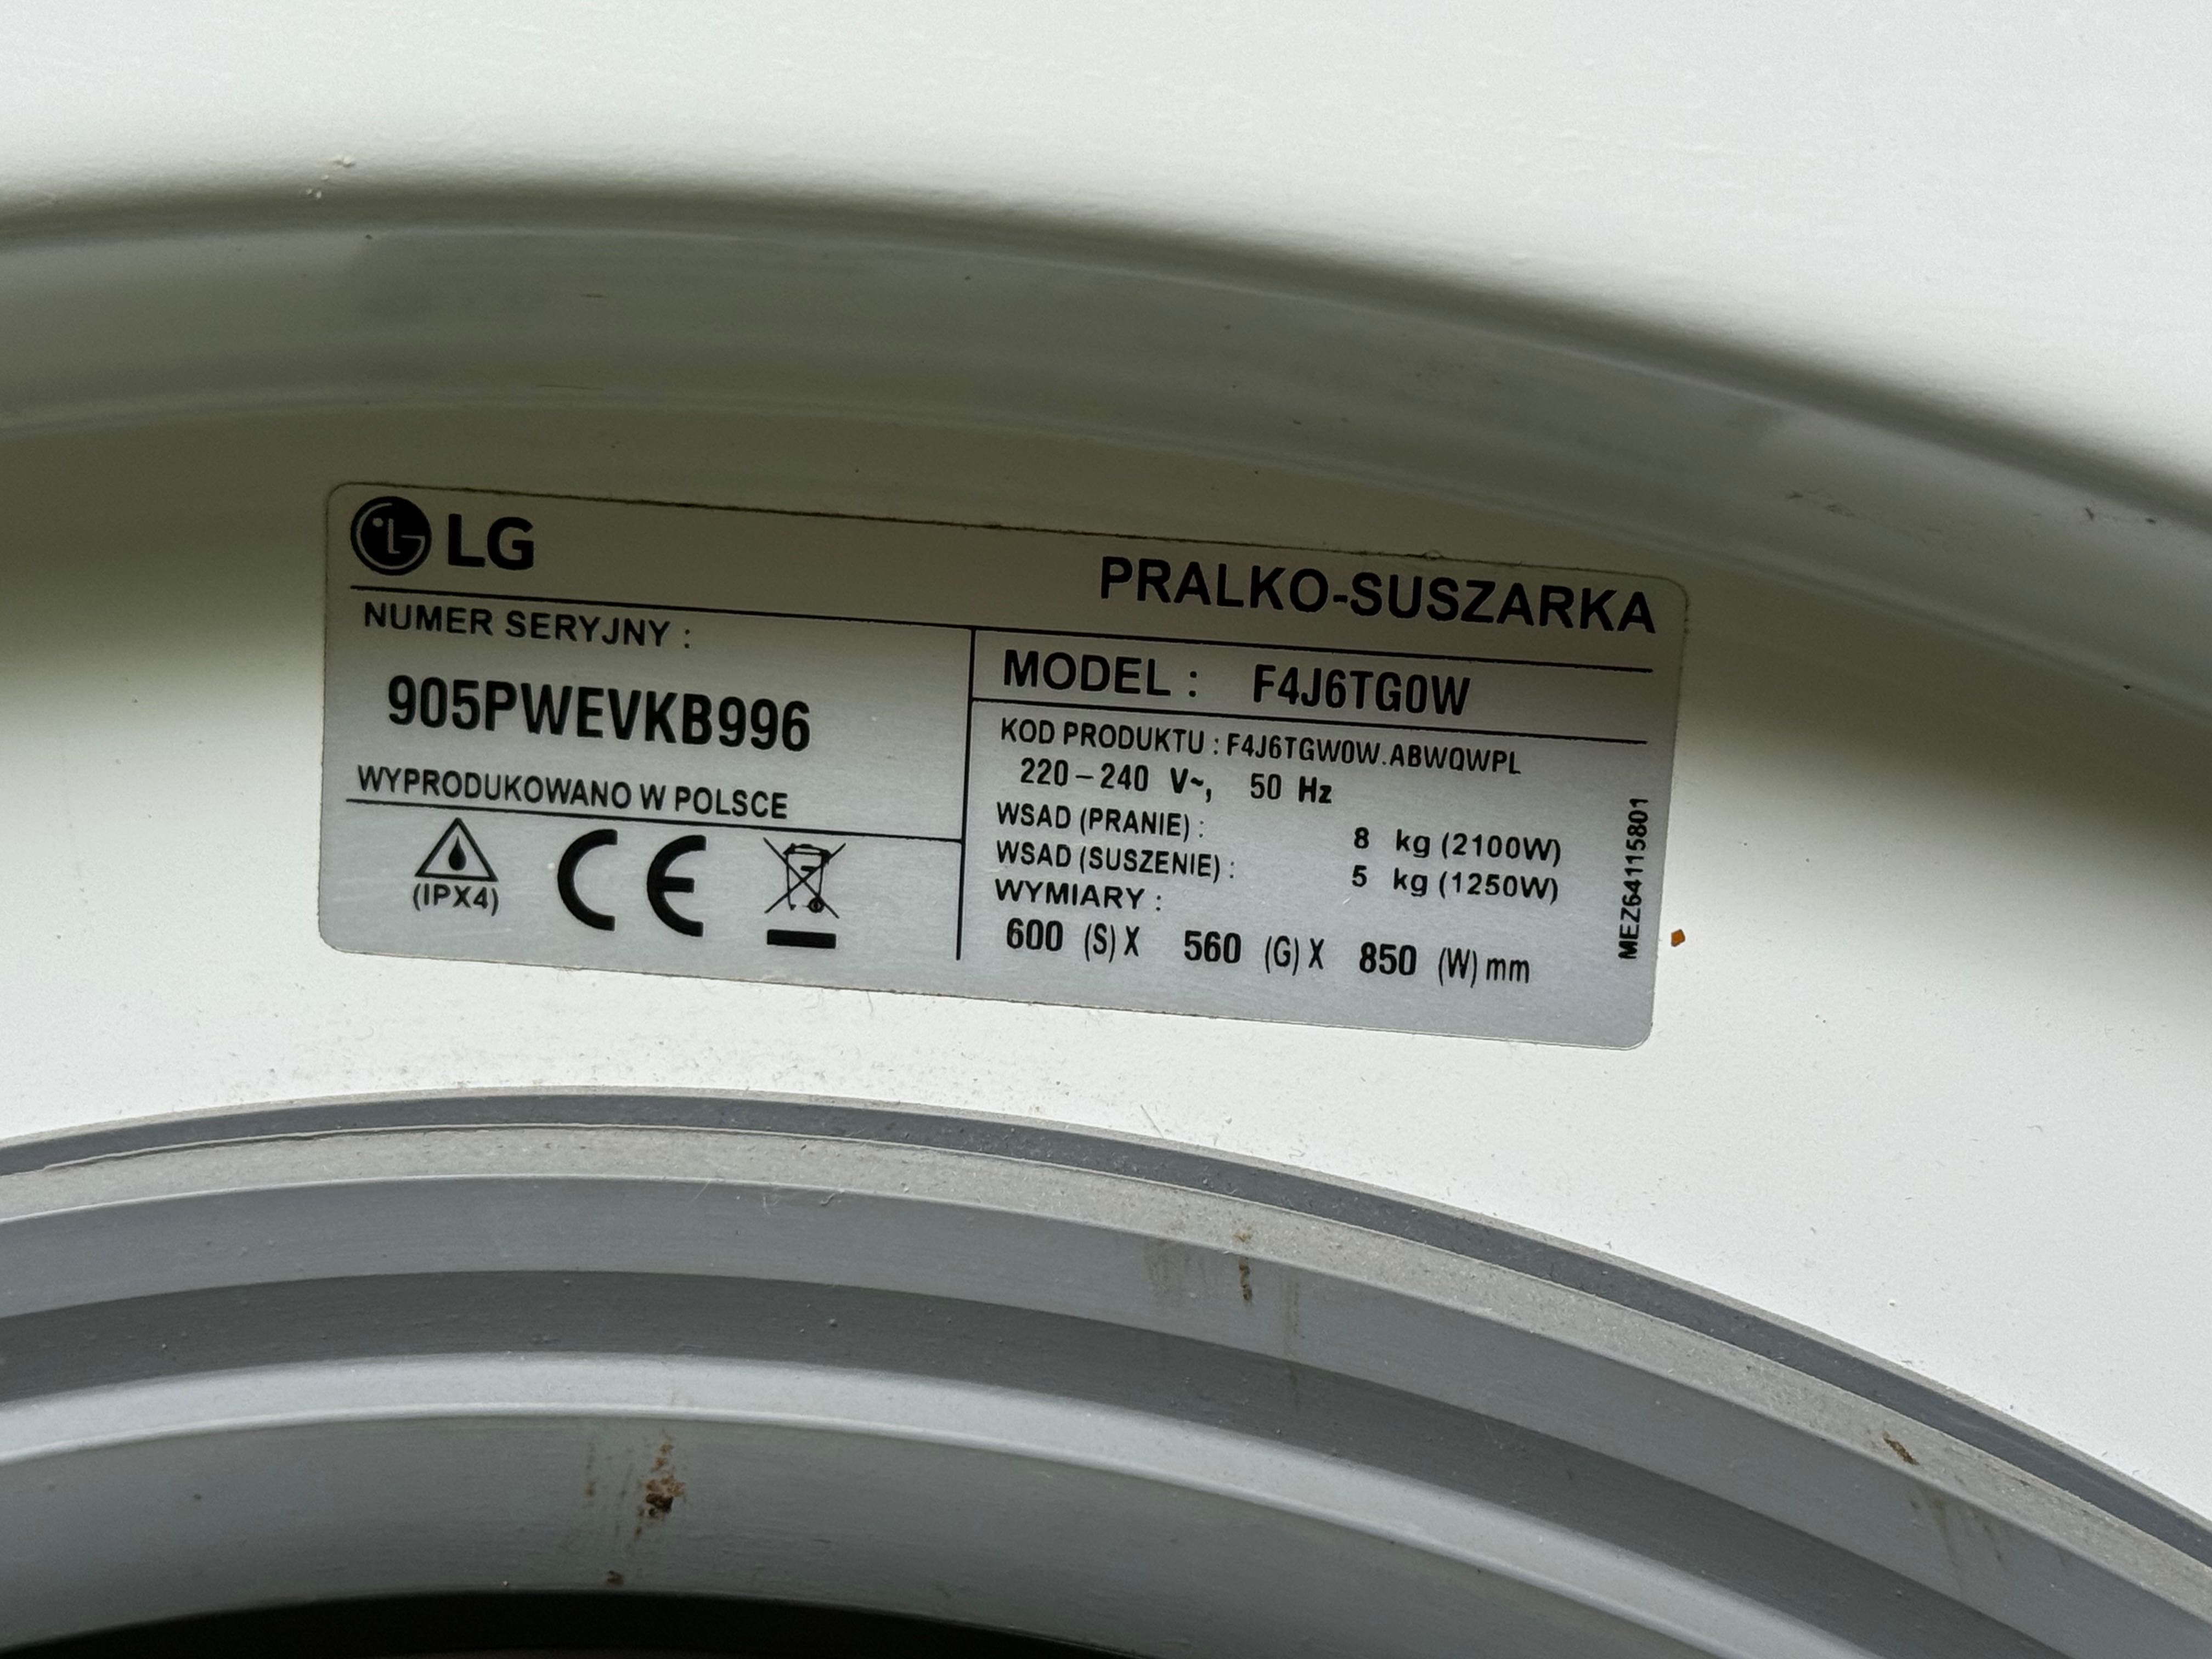 LG
PRALKO-SUSZARKA
NUMER SERYJNY :
905PWEVKB996
WYPRODUKOWANO W POLSCE
(IPX4)
CE
MODEL : F4J6TG0W
KOD PRODUKTU : F4J6TGW0W.ABWQWPL
220-240 V~, 50 Hz
WSAD (PRANIE) : 8 kg (2100W)
WSAD (SUSZENIE) : 5 kg (1250W)
WYMIARY :
600 (S) X 560 (G) X 850 (W) mm
MEZ64115801